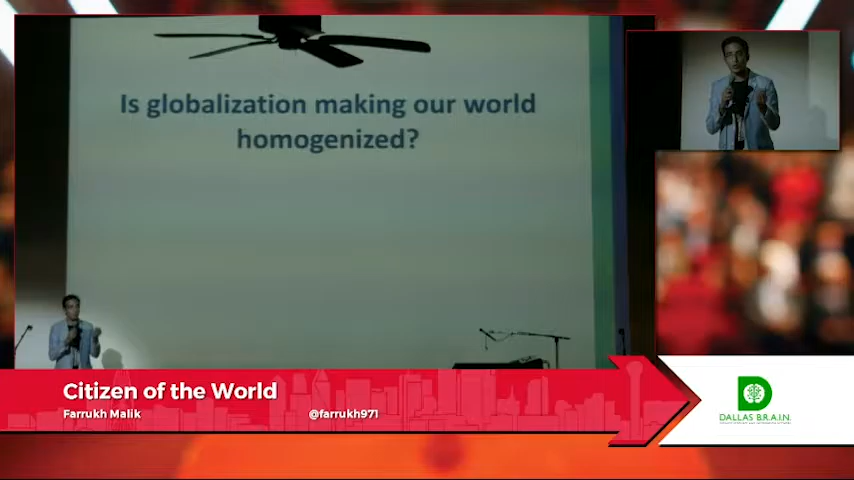 Is globalization making our world
homogenized?
Citizen of the World
Farrukh Malik
@farrukh971
DALLAS B.R.A.I.N.